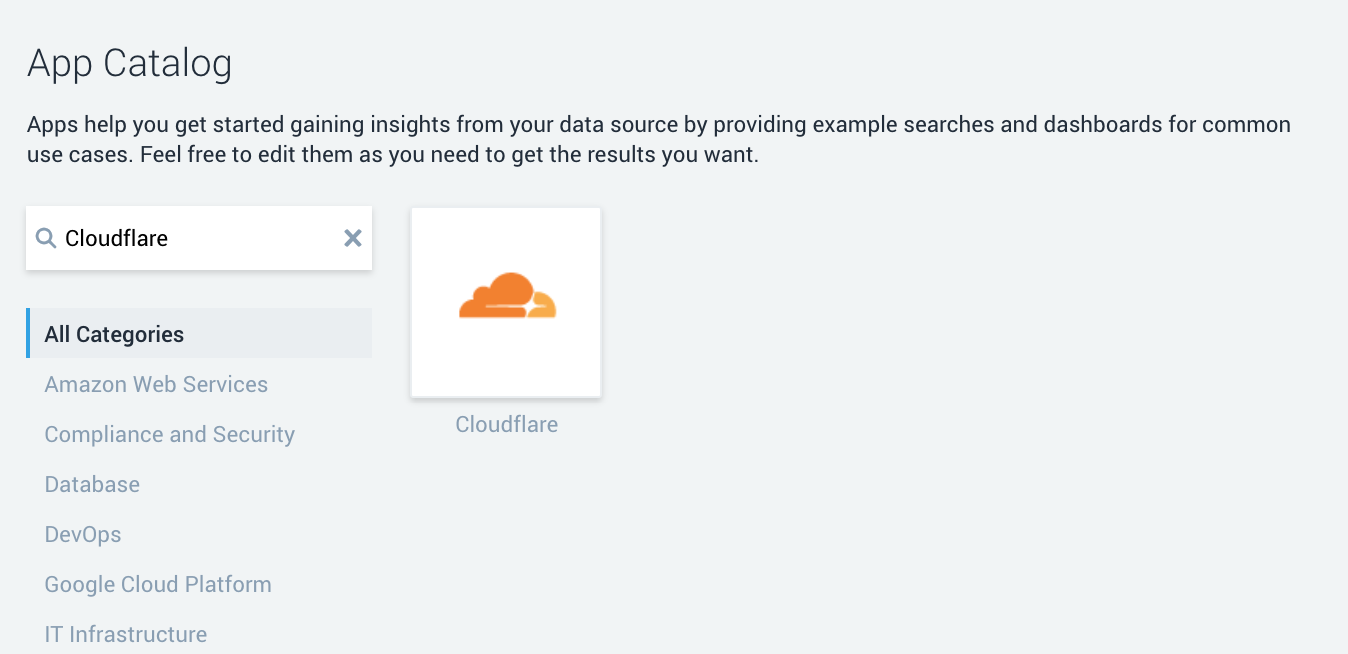 App Catalog
Apps help you get started gaining insights from your data source by providing example searches and dashboards for common
use cases. Feel free to edit them as you need to get the results you want.
Cloudflare
All Categories
Amazon Web Services
Compliance and Security
Database
DevOps
Google Cloud Platform
IT Infrastructure
Cloudflare